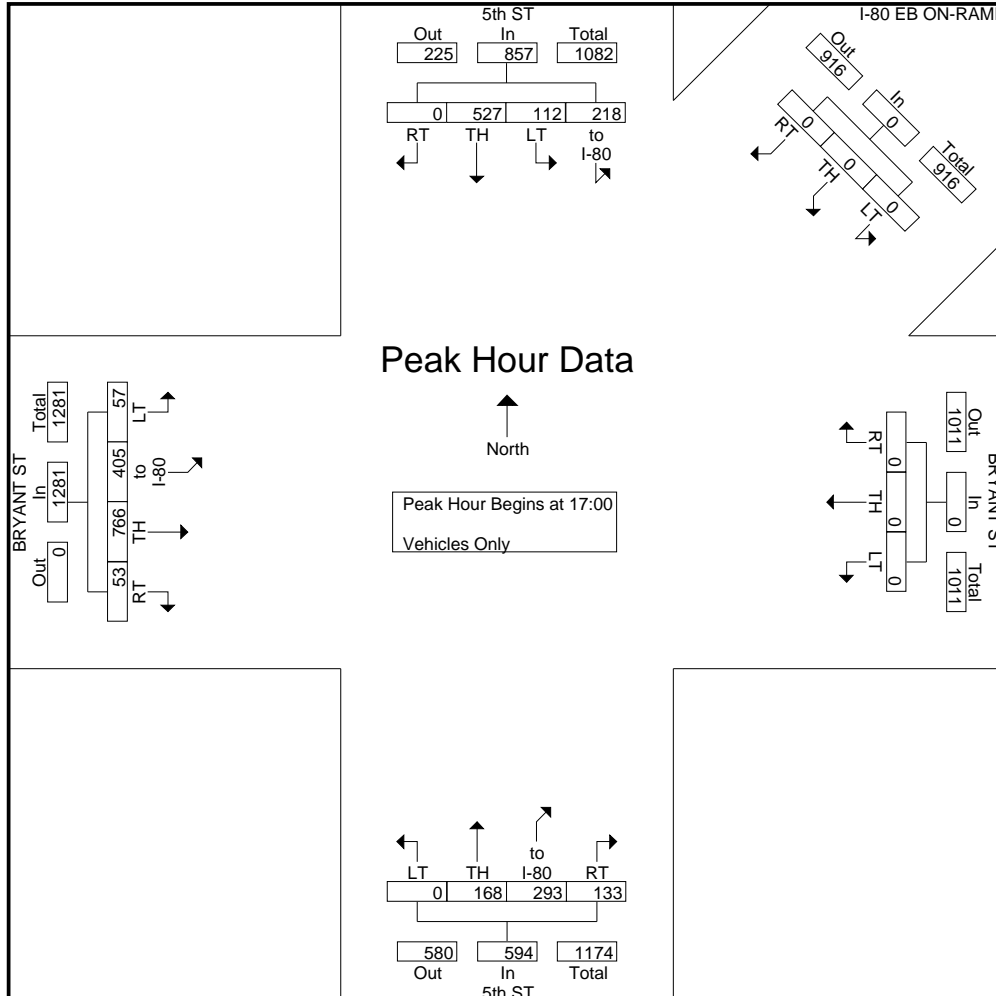 5th ST
Out In Total
225 857 1082
0 527 112 218
RT TH LT to
I-80
I-80 EB ON-RAM
Out
916
In
0
Total
916
0 0 0
RT TH LT
Peak Hour Data
North
Peak Hour Begins at 17:00
Vehicles Only
BRYANT ST
Total
1281
In
1281
Out
0
57
LT
405
to
I-80
766
TH
53
RT
BRYANT ST
Out
1011
In
0
Total
1011
RT
0
TH
0
LT
0
to
LT TH I-80 RT
0 168 293 133
580 594 1174
Out In Total
5th ST